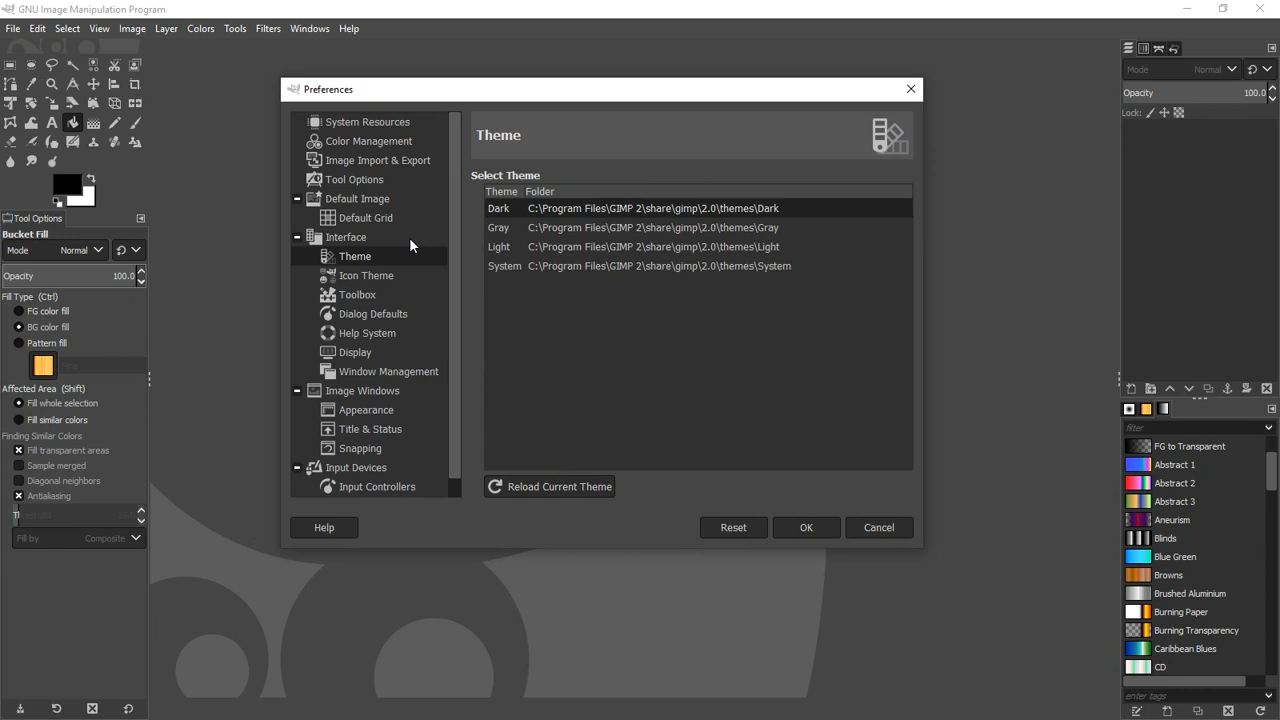 GNU Image Manipulation Program
File Edit Select View Image Layer Colors Tools Filters Windows Help
Tool Options
Bucket Fill
Mode Normal
Opacity 100.0
Fill Type (Ctrl)
FG color fill
BG color fill
Pattern fill
Affected Area (Shift)
Fill whole selection
Fill similar colors
Finding Similar Colors
Fill transparent areas
Sample merged
Diagonal neighbors
Antialiasing
Fill by Composite
Preferences
System Resources
Color Management
Image Import & Export
Tool Options
Default Image
Default Grid
Interface
Theme
Icon Theme
Toolbox
Dialog Defaults
Help System
Display
Window Management
Image Windows
Appearance
Title & Status
Snapping
Input Devices
Input Controllers
Theme
Select Theme
Theme Folder
Dark C:\Program Files\GIMP 2\share\gimp\2.0\themes\Dark
Gray C:\Program Files\GIMP 2\share\gimp\2.0\themes\Gray
Light C:\Program Files\GIMP 2\share\gimp\2.0\themes\Light
System C:\Program Files\GIMP 2\share\gimp\2.0\themes\System
Reload Current Theme
Help Reset OK Cancel
Mode Normal
Opacity 100.0
Lock:
filter
FG to Transparent
Abstract 1
Abstract 2
Abstract 3
Aneurism
Blinds
Blue Green
Browns
Brushed Aluminium
Burning Paper
Burning Transparency
Caribbean Blues
CD
enter tags